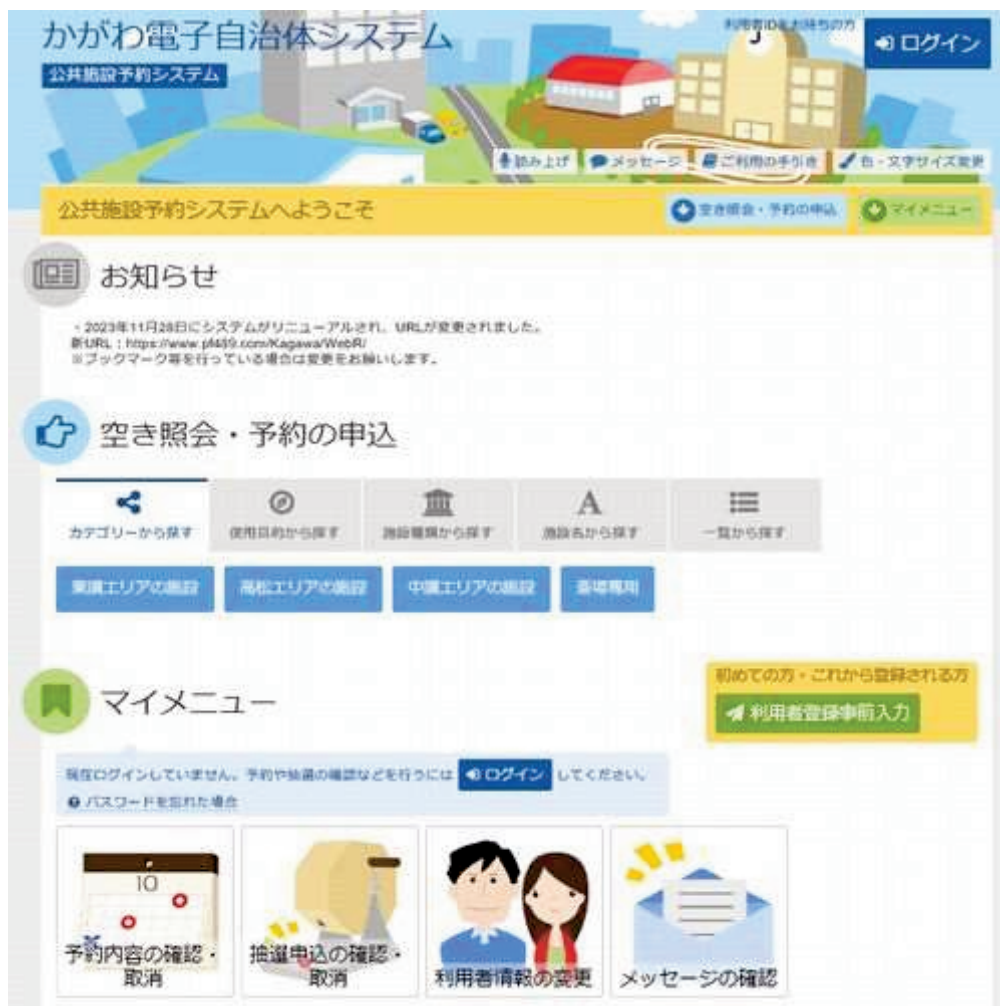 かがわ電子自治体システム
公共施設予約システム
利用者IDをお持ちの方
ログイン
読み上げ
メッセージ
ご利用の手引き
色・文字サイズ変更
公共施設予約システムへようこそ
空き照会・予約の申込
マイメニュー
お知らせ
・2023年11月28日にシステムがリニューアルされ、URLが変更されました。
新URL:https://www.pf489.com/Kagawa/WebR/
※ブックマーク等を行っている場合は変更をお願いします。
空き照会・予約の申込
カテゴリーから探す
使用目的から探す
施設種類から探す
施設名から探す
一覧から探す
東讃エリアの施設
高松エリアの施設
中讃エリアの施設
斎場専用
マイメニュー
初めての方・これから登録される方
利用者登録事前入力
現在ログインしていません。予約や抽選の確認などを行うには ログイン してください。
パスワードを忘れた場合
10
予約内容の確認・
取消
抽選申込の確認・
取消
利用者情報の変更
メッセージの確認